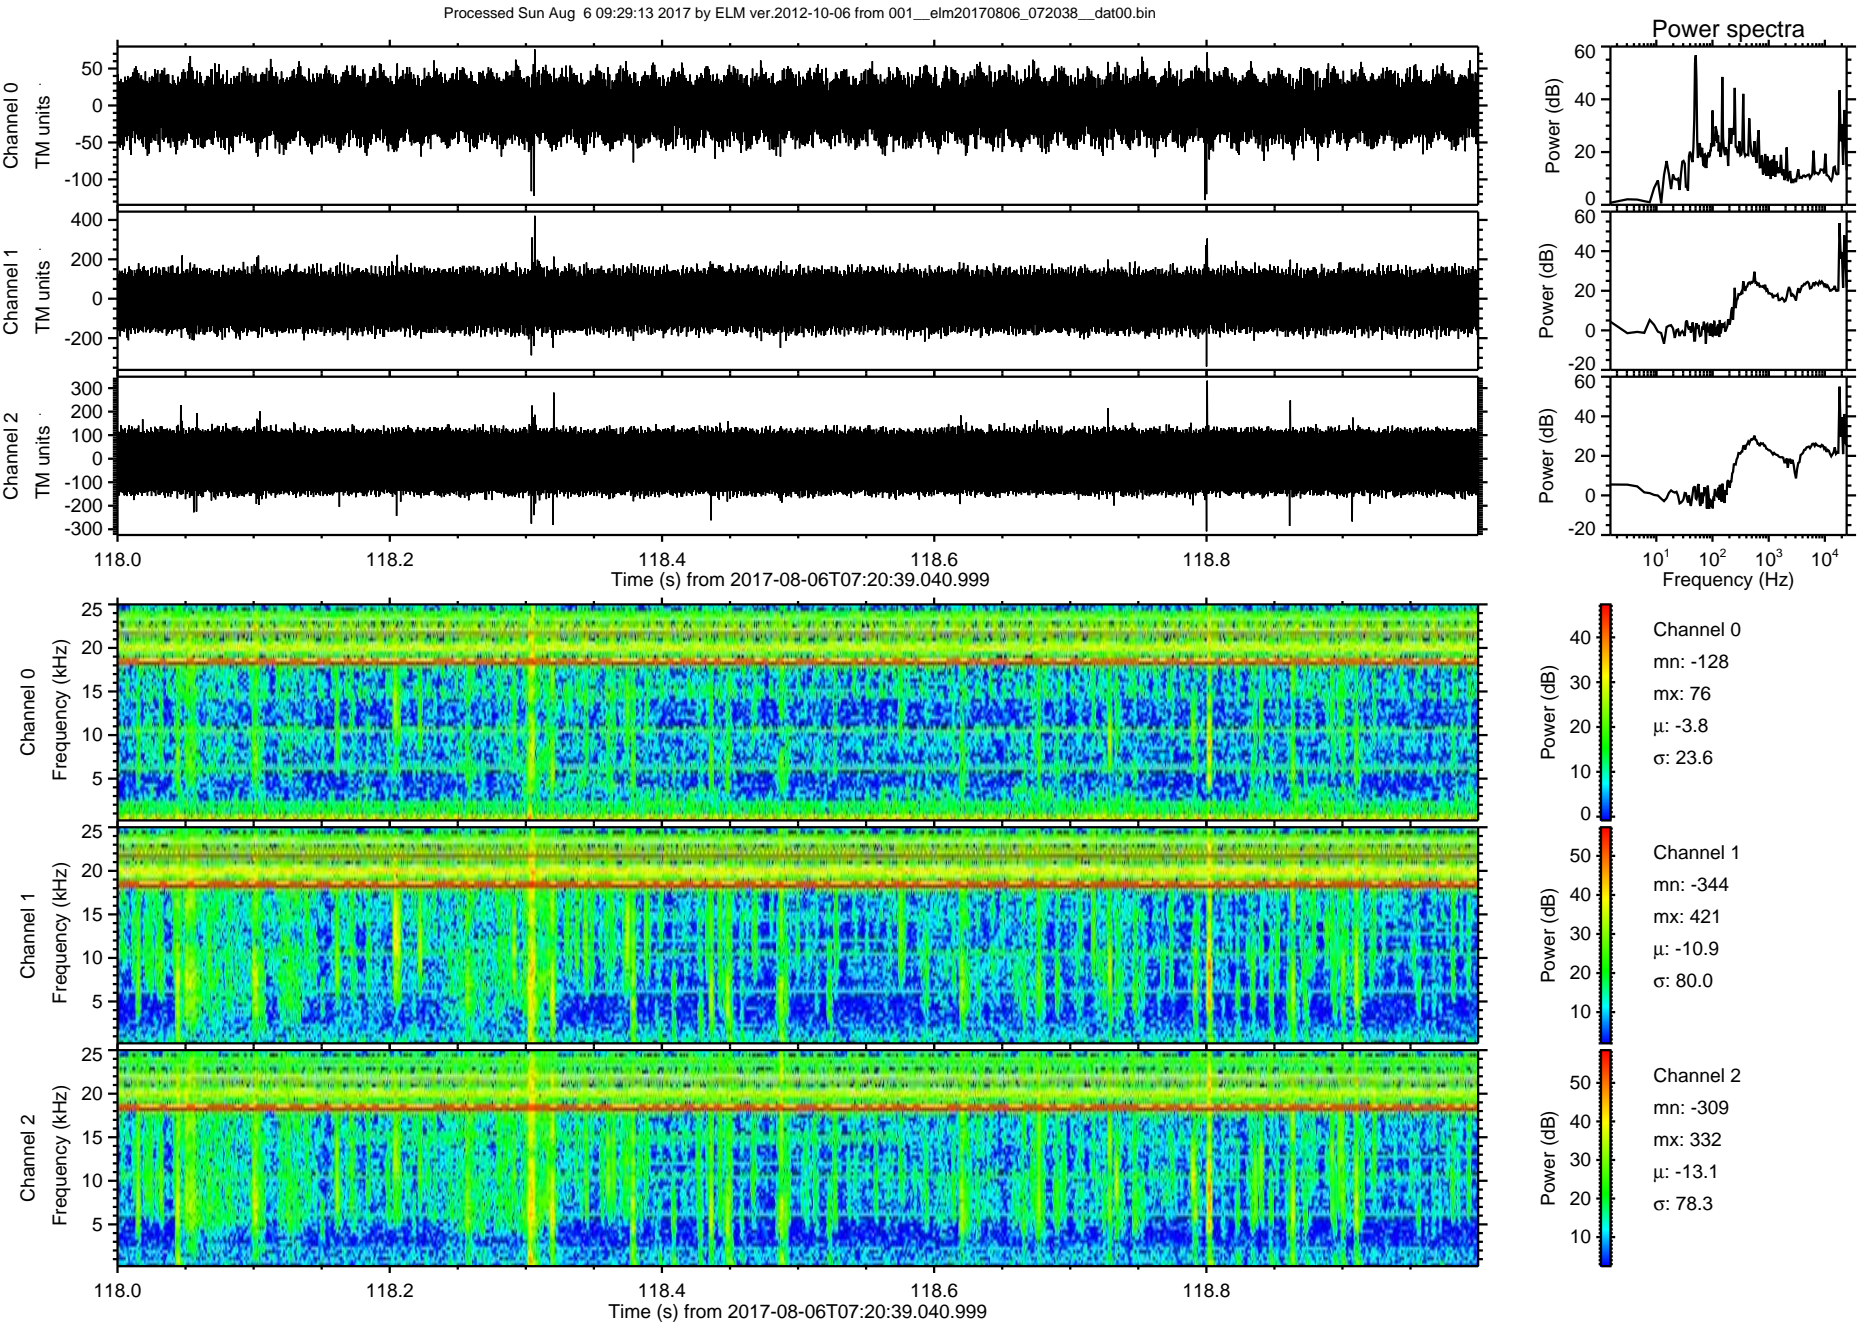 Processed Sun Aug 6 09:29:13 2017 by ELM ver.2012-10-06 from 001__elm20170806_072038__dat00.bin
Power spectra
Channel 0
TM units
50
0
-50
-100
Power (dB)
60
40
20
0
Channel 1
TM units
400
200
0
-200
Power (dB)
60
40
20
0
-20
Channel 2
TM units
300
200
100
0
-100
-200
-300
Power (dB)
60
40
20
0
-20
118.0 118.2 118.4 118.6 118.8
Time (s) from 2017-08-06T07:20:39.040.999
10^1 10^2 10^3 10^4
Frequency (Hz)
Channel 0
Frequency (kHz)
25
20
15
10
5
Power (dB)
40
30
20
10
0
Channel 0
mn: -128
mx: 76
μ: -3.8
σ: 23.6
Channel 1
Frequency (kHz)
25
20
15
10
5
Power (dB)
50
40
30
20
10
Channel 1
mn: -344
mx: 421
μ: -10.9
σ: 80.0
Channel 2
Frequency (kHz)
25
20
15
10
5
Power (dB)
50
40
30
20
10
Channel 2
mn: -309
mx: 332
μ: -13.1
σ: 78.3
118.0 118.2 118.4 118.6 118.8
Time (s) from 2017-08-06T07:20:39.040.999